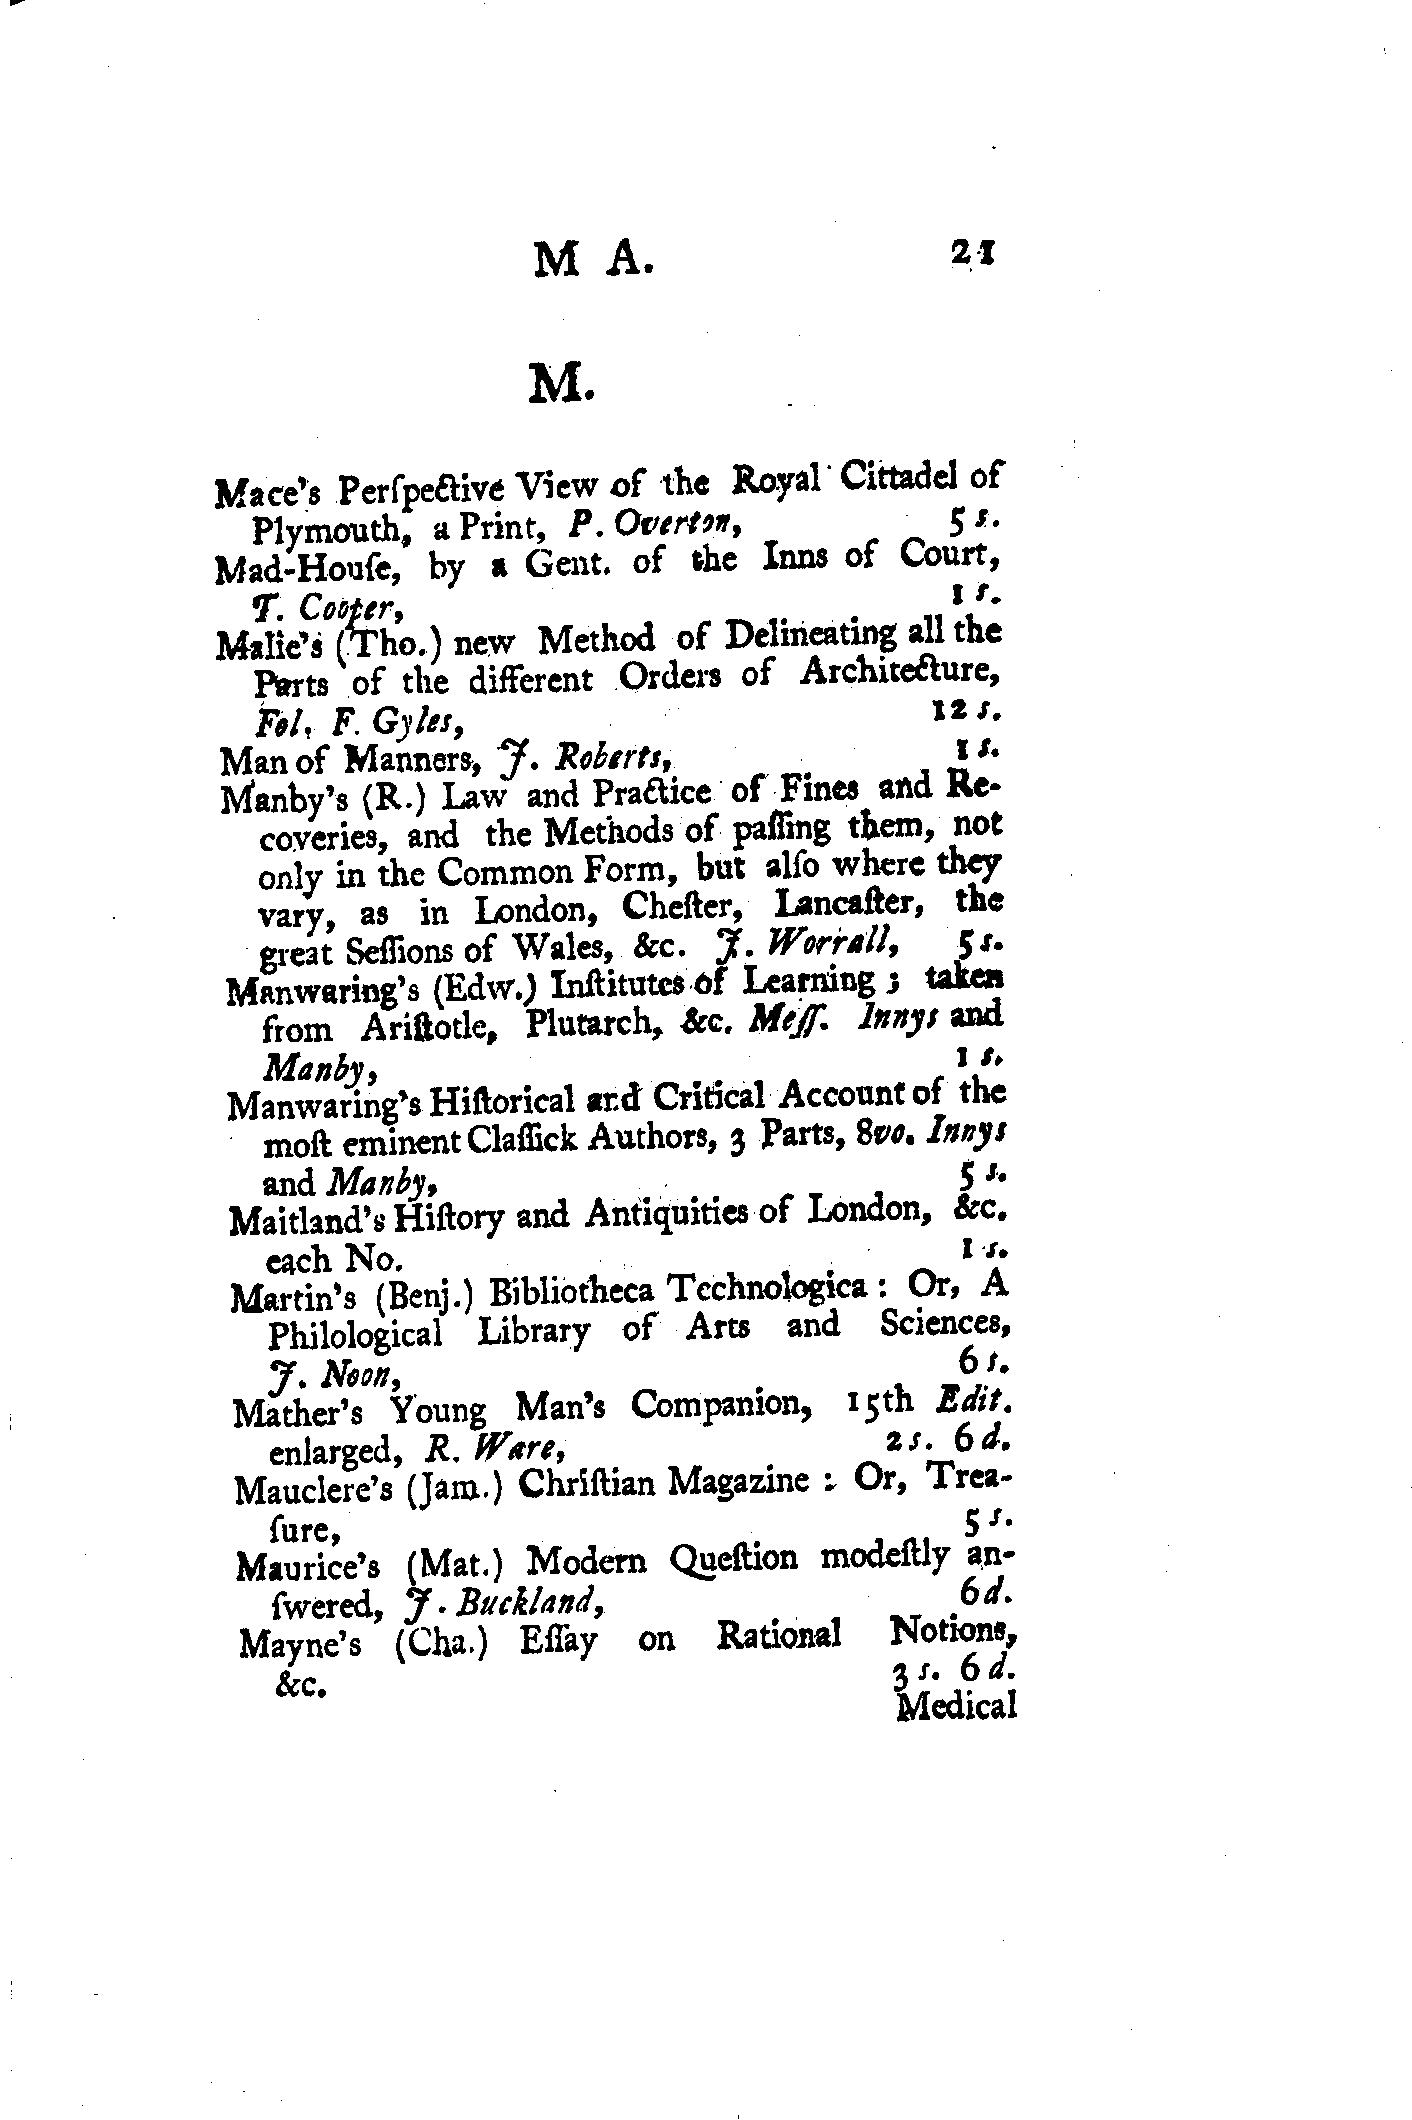 M A. 21
M.
Mace's Perſpective View of the Royal Cittadel of
Plymouth, a Print, P. Overton, 5 s.
Mad-Houſe, by a Gent. of the Inns of Court,
T. Cooper, 1 s.
Malie's (Tho.) new Method of Delineating all the
Parts of the different Orders of Architecture,
Fol. F. Gyles, 12 s.
Man of Manners, J. Roberts, 1 s.
Manby's (R.) Law and Practice of Fines and Re-
coveries, and the Methods of paſſing them, not
only in the Common Form, but alſo where they
vary, as in London, Cheſter, Lancaſter, the
great Seſſions of Wales, &c. J. Worrall, 5 s.
Manwaring's (Edw.) Inſtitutes of Learning; taken
from Ariſtotle, Plutarch, &c. Meſſ. Innys and
Manby, 1 s.
Manwaring's Hiſtorical and Critical Account of the
moſt eminent Claſſick Authors, 3 Parts, 8vo. Innys
and Manby, 5 s.
Maitland's Hiſtory and Antiquities of London, &c.
each No. 1 s.
Martin's (Benj.) Bibliotheca Technologica: Or, A
Philological Library of Arts and Sciences,
J. Noon, 6 s.
Mather's Young Man's Companion, 15th Edit.
enlarged, R. Ware, 2 s. 6 d.
Mauclere's (Jam.) Chriſtian Magazine: Or, Trea-
ſure, 5 s.
Maurice's (Mat.) Modern Queſtion modeſtly an-
ſwered, J. Buckland, 6 d.
Mayne's (Cha.) Eſſay on Rational Notions,
&c. 3 s. 6 d.
Medical